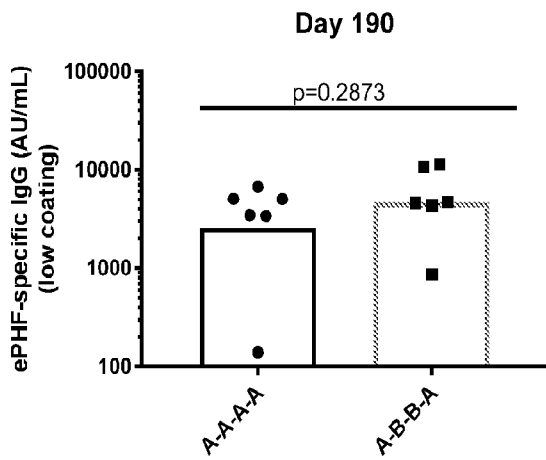 Day 190
ePHF-specific IgG (AU/mL)
(low coating)
100000
10000
1000
100
p=0.2873
A-A-A-A
A-B-B-A